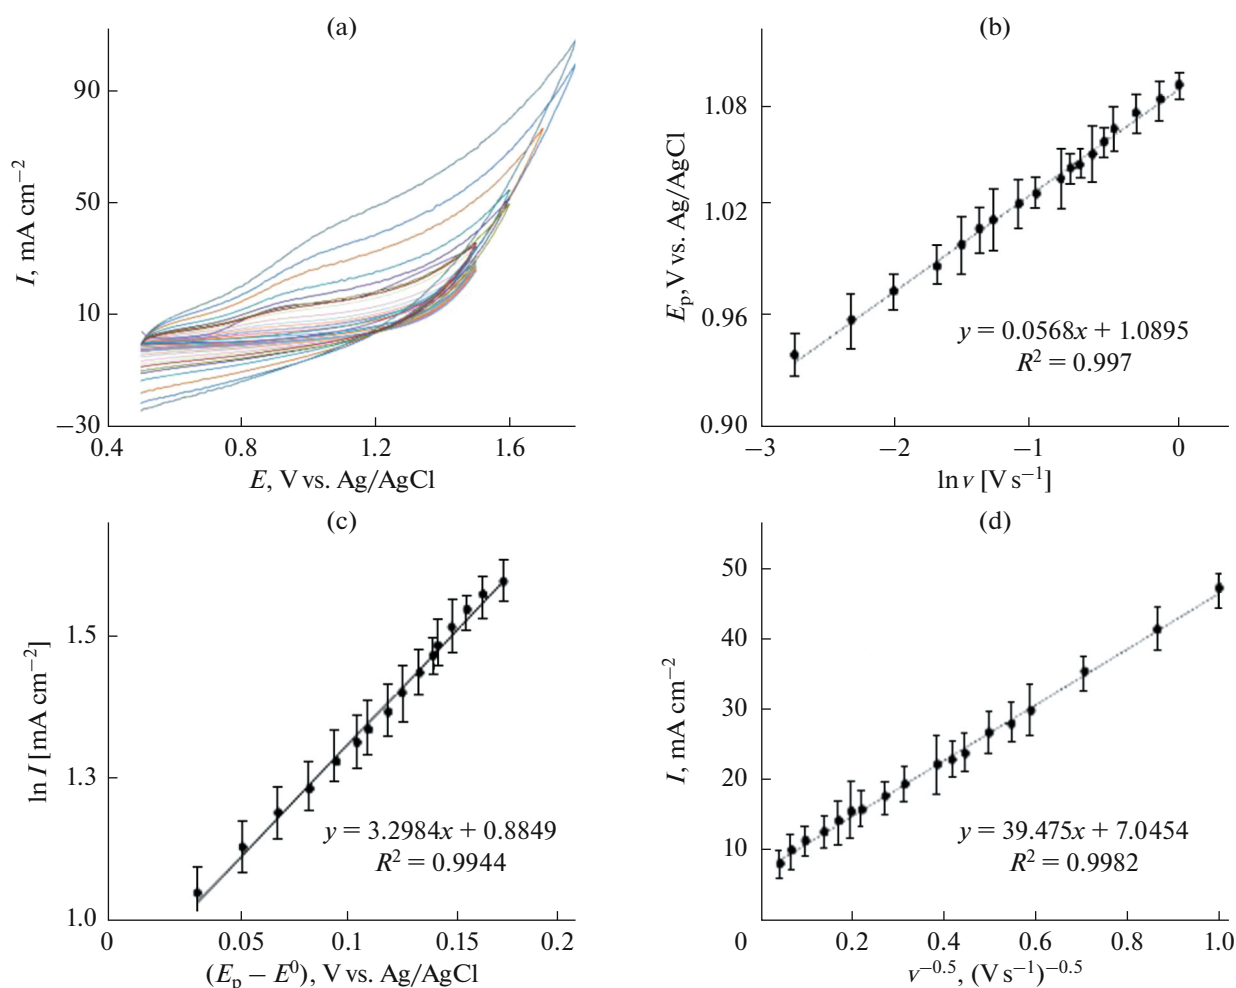 (a)
90
50
10
−30
0.4
0.8
1.2
1.6
I, mA cm−2
E, V vs. Ag/AgCl
(b)
1.08
1.02
0.96
0.90
−3
−2
−1
0
Ep, V vs. Ag/AgCl
y = 0.0568x + 1.0895
R2 = 0.997
ln v [V s−1]
(c)
1.5
1.3
1.0
0
0.05
0.1
0.15
0.2
ln I [mA cm−2]
y = 3.2984x + 0.8849
R2 = 0.9944
(Ep − E0), V vs. Ag/AgCl
(d)
50
40
30
20
10
0
0.2
0.4
0.6
0.8
1.0
I, mA cm−2
y = 39.475x + 7.0454
R2 = 0.9982
v−0.5, (V s−1)−0.5